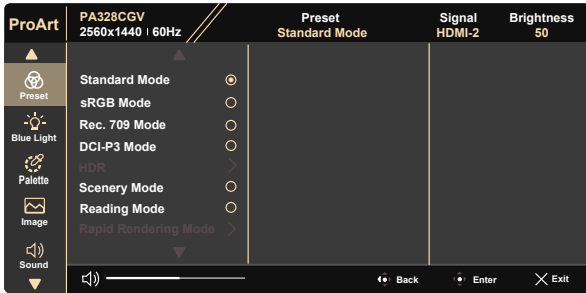 ProArt
PA328CGV
2560x1440 | 60Hz
Preset
Standard Mode
Signal
HDMI-2
Brightness
50
Preset
Blue Light
Palette
Image
Sound
Standard Mode
sRGB Mode
Rec. 709 Mode
DCI-P3 Mode
HDR
Scenery Mode
Reading Mode
Rapid Rendering Mode
Back
Enter
Exit